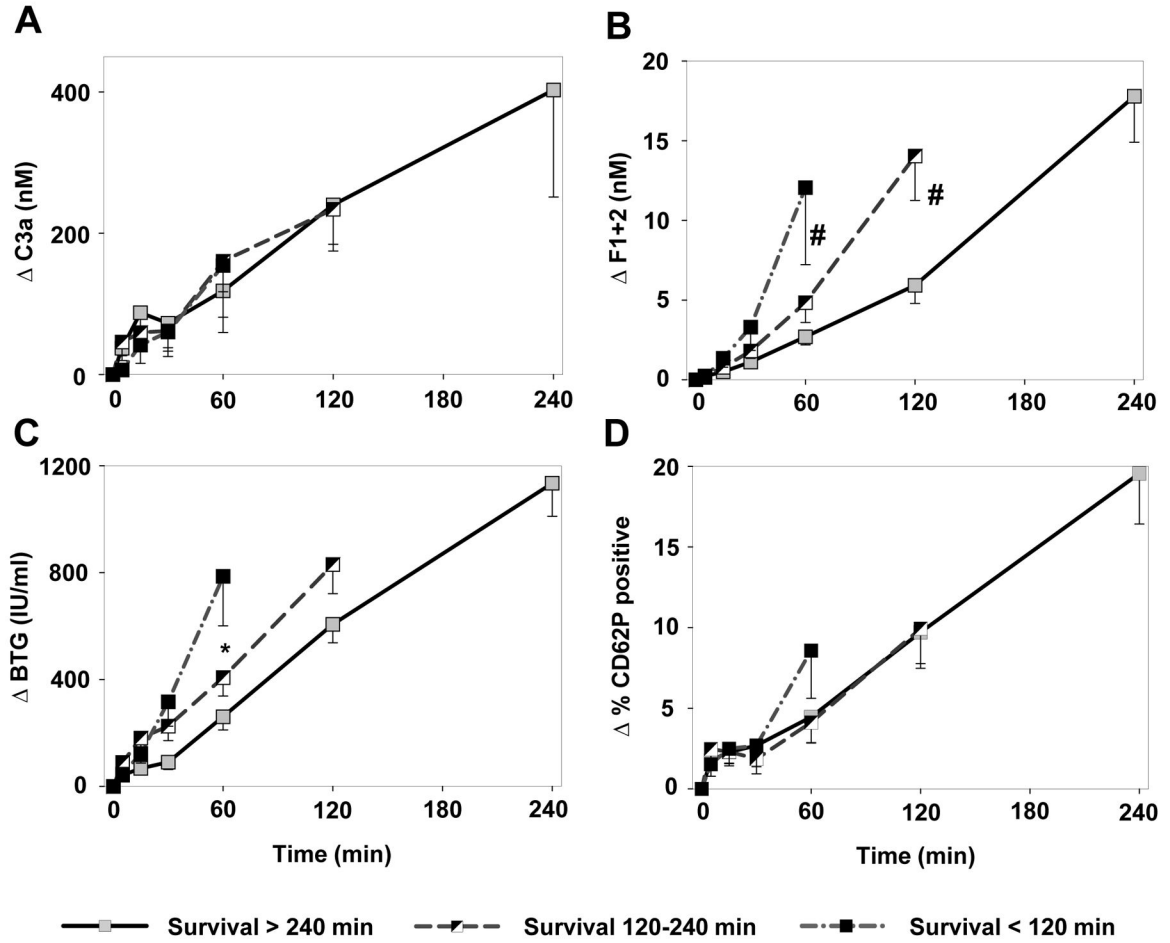 A
Δ C3a (nM)
400
200
0
0 60 120 180 240
B
Δ F1+2 (nM)
20
15
10
5
0
#
#
0 60 120 180 240
C
Δ BTG (IU/ml)
1200
800
400
0
*
0 60 120 180 240
Time (min)
D
Δ % CD62P positive
20
15
10
5
0
0 60 120 180 240
Time (min)
Survival > 240 min Survival 120-240 min Survival < 120 min